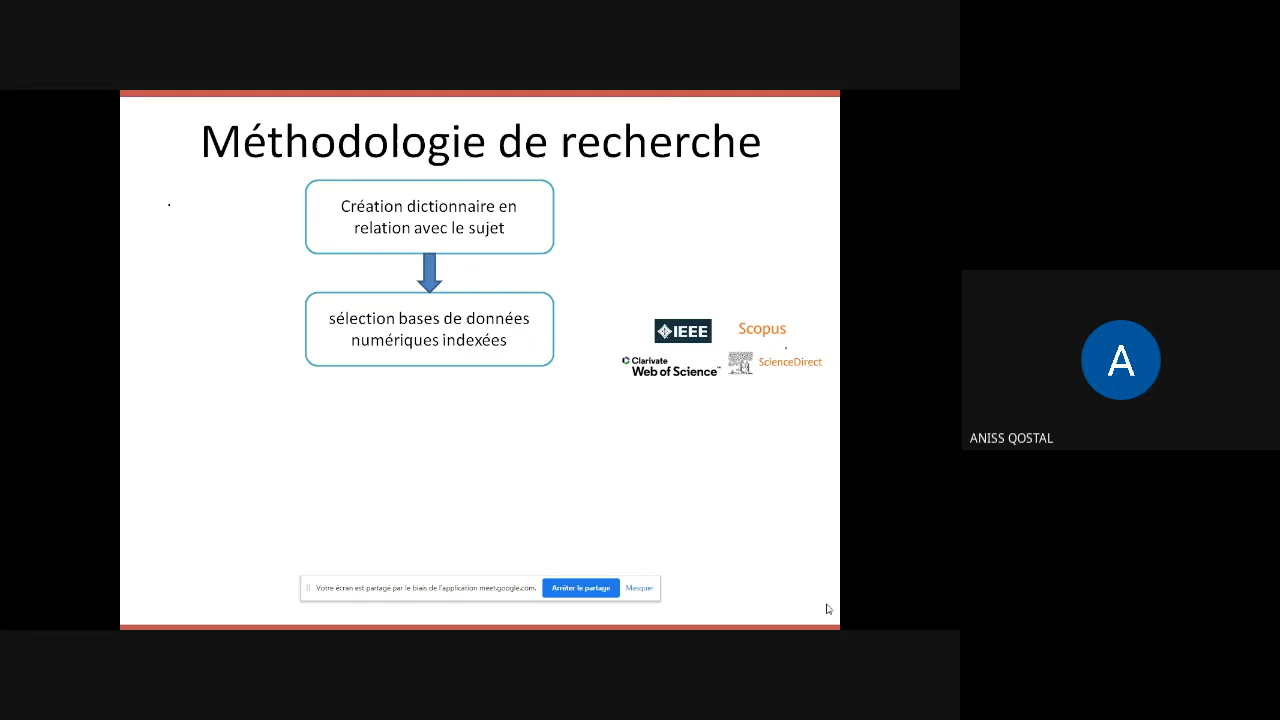 Méthodologie de recherche
Création dictionnaire en
relation avec le sujet
sélection bases de données
numériques indexées
IEEE
Scopus
Clarivate
Web of Science™
ScienceDirect
A
ANISS QOSTAL
Votre écran est partagé par le biais de l'application meet.google.com.
Arrêter le partage
Masquer